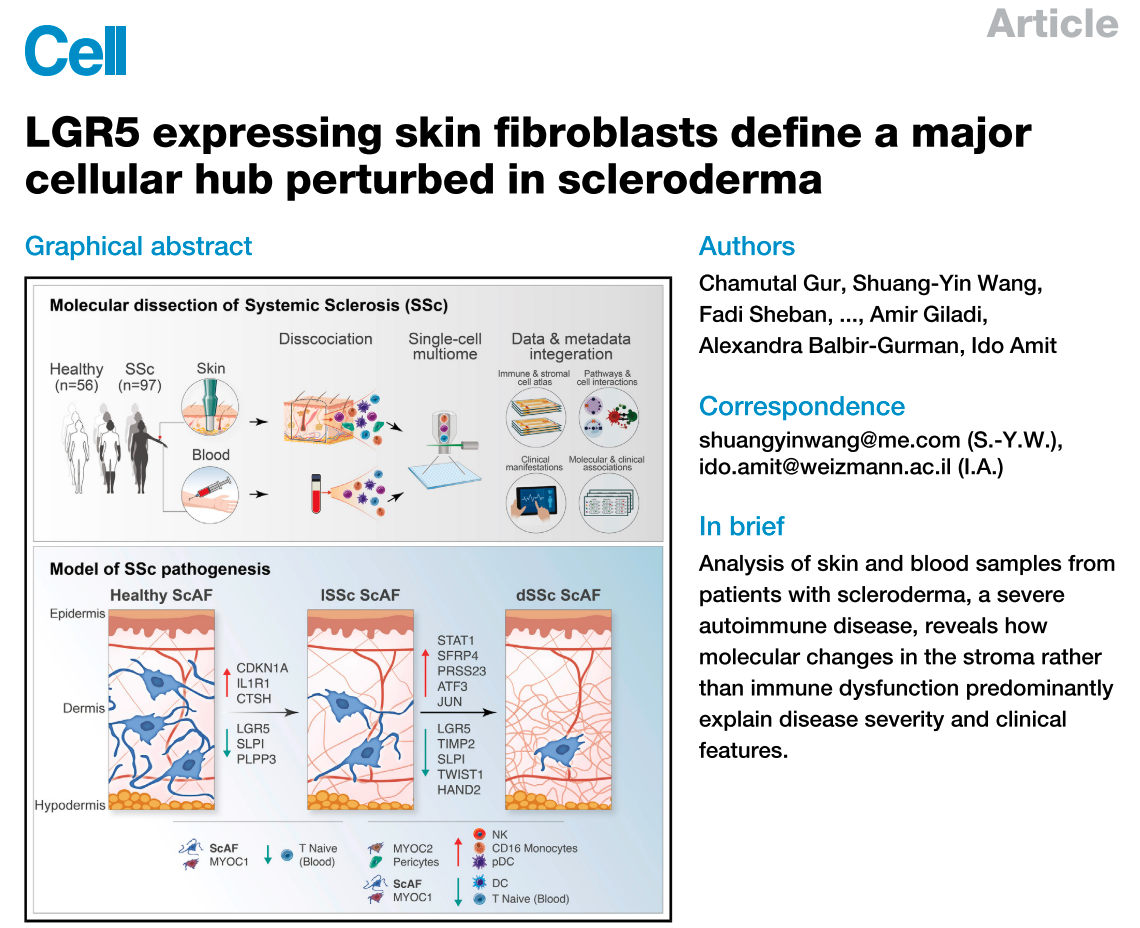 Article
Cell
LGR5 expressing skin fibroblasts define a major
cellular hub perturbed in scleroderma
Graphical abstract
Molecular dissection of Systemic Sclerosis (SSc)
Healthy
(n=56)
SSc
(n=97)
Skin
Blood
Disscociation
Single-cell
multiome
Data & metadata
integeration
Immune & stromal
cell atlas
Pathways &
cell interactions
Clinical
manifestations
Molecular & clinical
associations
Model of SSc pathogenesis
Healthy ScAF
lSSc ScAF
dSSc ScAF
Epidermis
Dermis
Hypodermis
CDKN1A
IL1R1
CTSH
LGR5
SLPI
PLPP3
STAT1
SFRP4
PRSS23
ATF3
JUN
LGR5
TIMP2
SLPI
TWIST1
HAND2
ScAF
MYOC1
T Naive
(Blood)
MYOC2
Pericytes
NK
CD16 Monocytes
pDC
ScAF
MYOC1
DC
T Naive (Blood)
Authors
Chamutal Gur, Shuang-Yin Wang,
Fadi Sheban, ..., Amir Giladi,
Alexandra Balbir-Gurman, Ido Amit
Correspondence
shuangyinwang@me.com (S.-Y.W.),
ido.amit@weizmann.ac.il (I.A.)
In brief
Analysis of skin and blood samples from
patients with scleroderma, a severe
autoimmune disease, reveals how
molecular changes in the stroma rather
than immune dysfunction predominantly
explain disease severity and clinical
features.